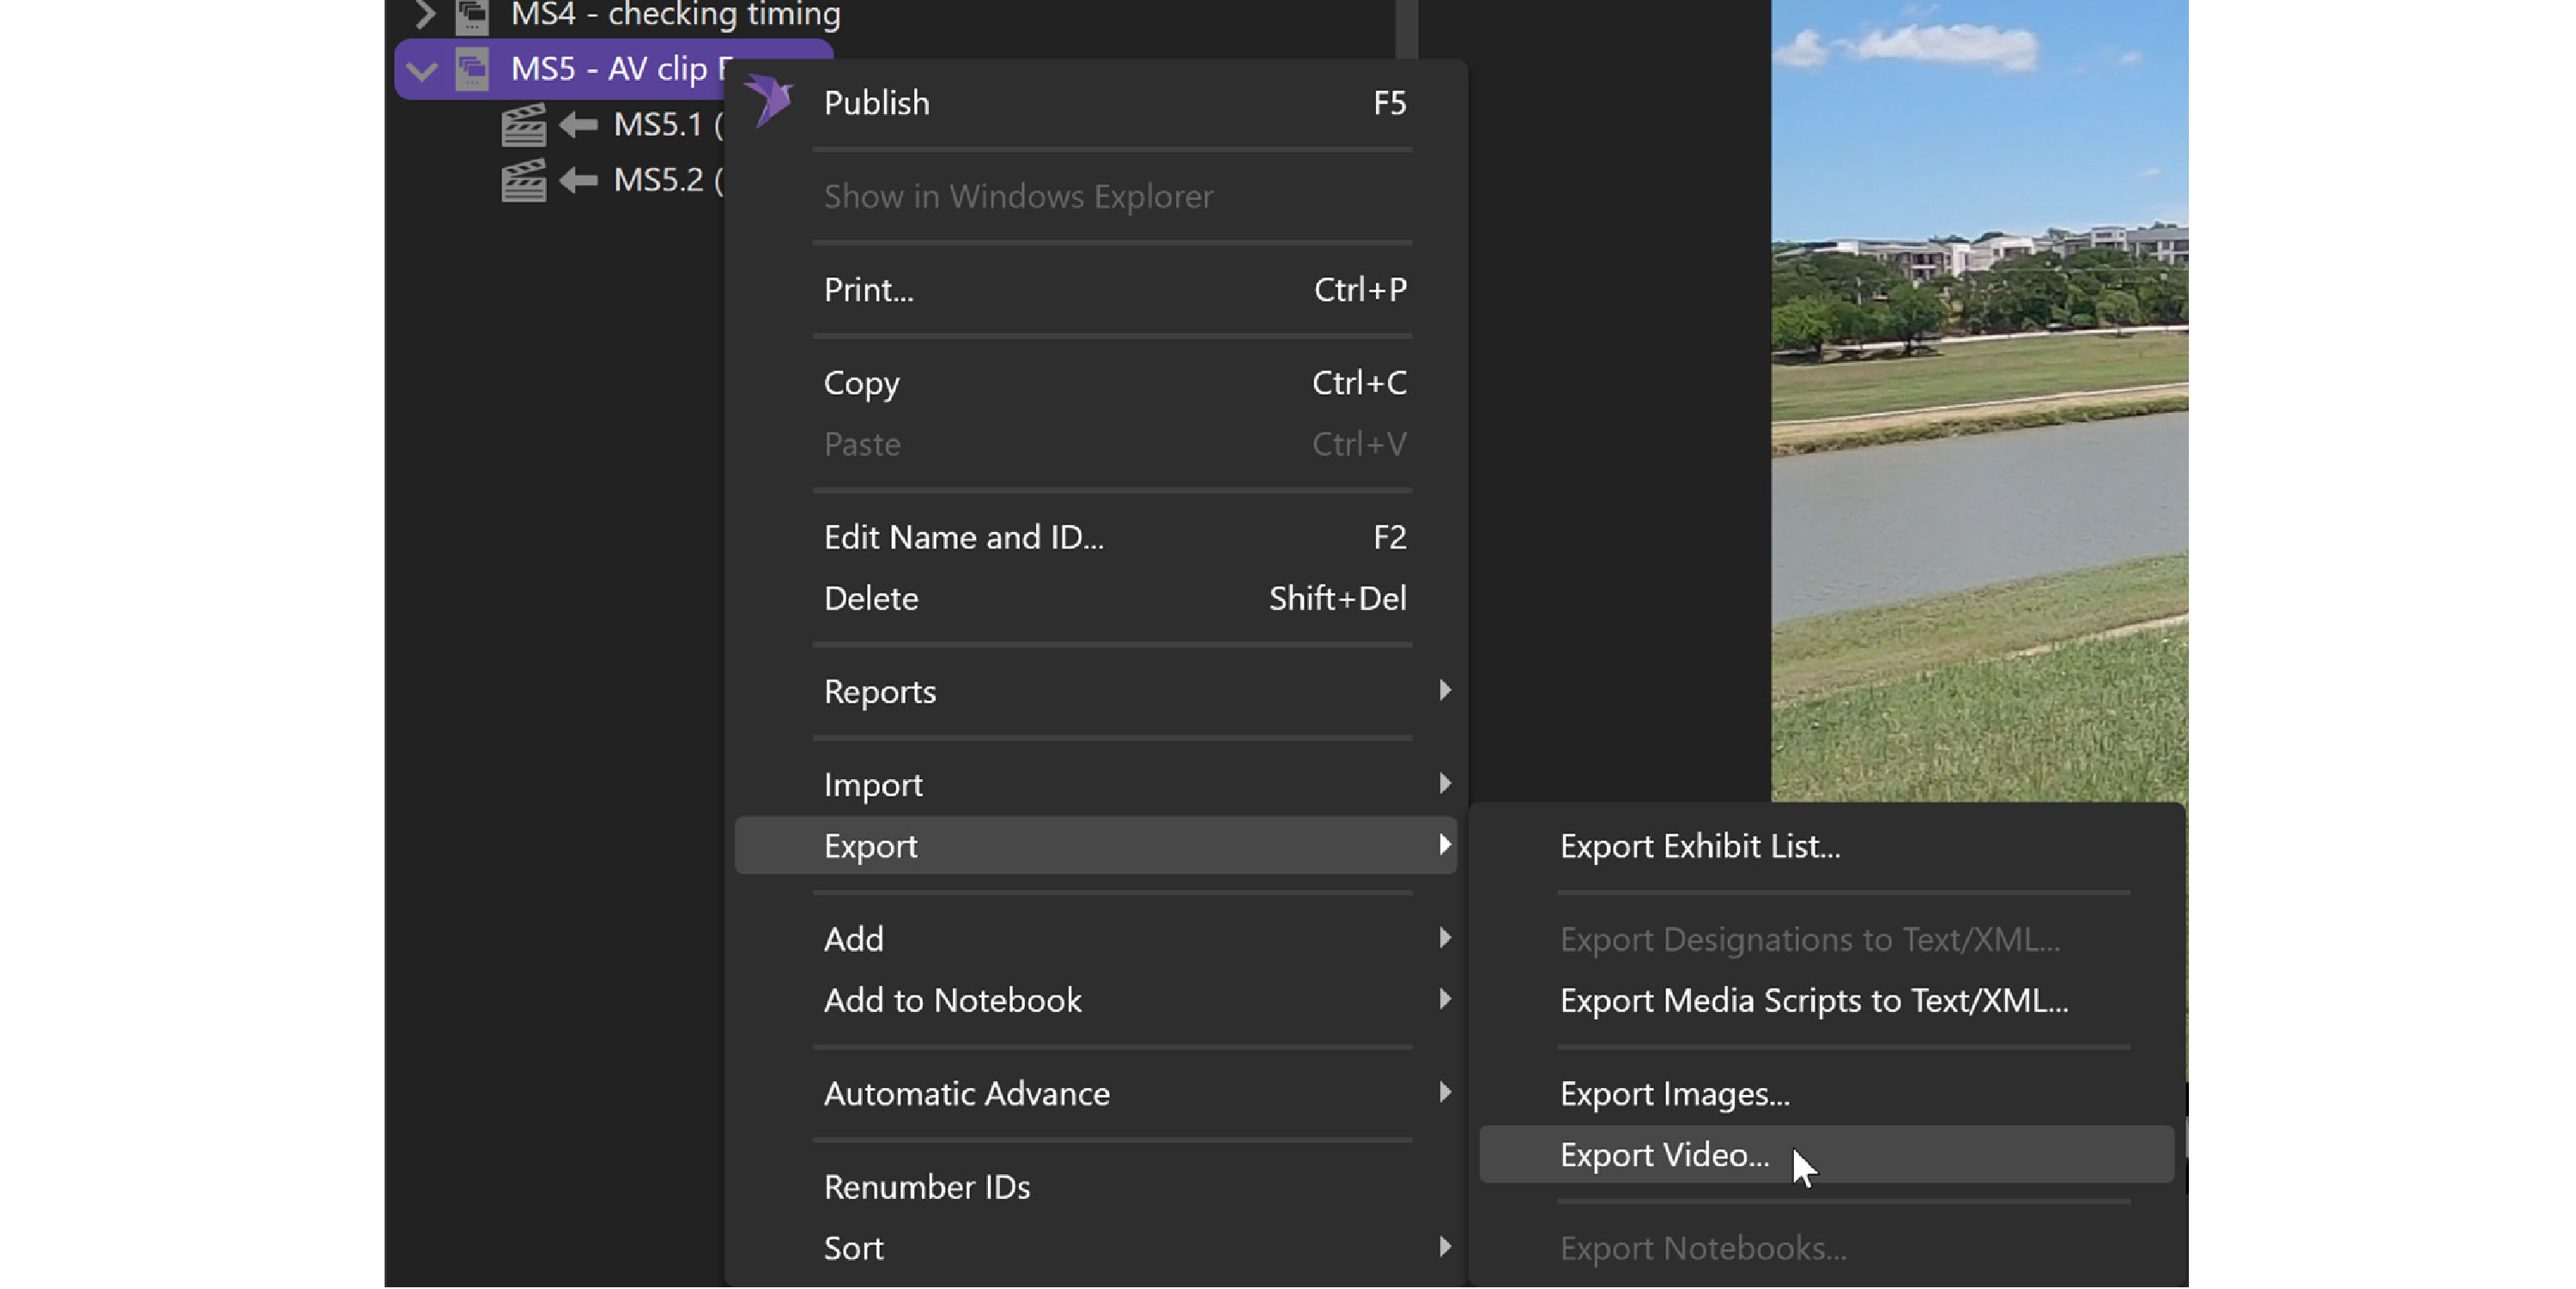 MS4 - checking timing
MS5 - AV clip
MS5.1 (
MS5.2 (
Publish F5
Show in Windows Explorer
Print... Ctrl+P
Copy Ctrl+C
Paste Ctrl+V
Edit Name and ID... F2
Delete Shift+Del
Reports
Import
Export
Add
Add to Notebook
Automatic Advance
Renumber IDs
Sort
Export Exhibit List...
Export Designations to Text/XML...
Export Media Scripts to Text/XML...
Export Images...
Export Video...
Export Notebooks...